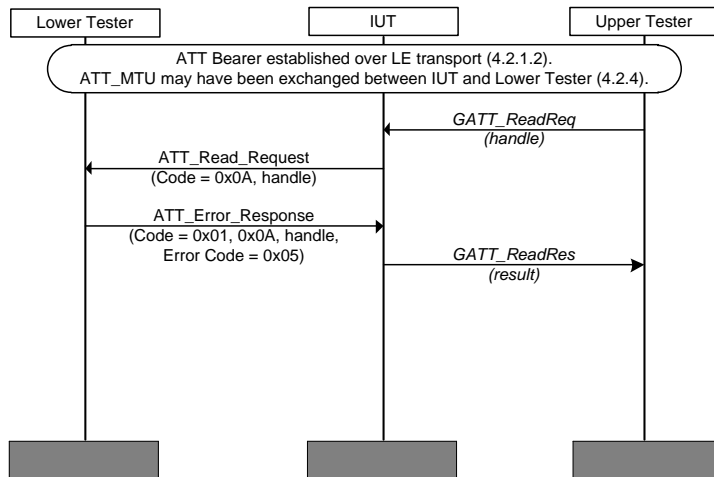 Lower Tester
IUT
Upper Tester
ATT Bearer established over LE transport (4.2.1.2).
ATT_MTU may have been exchanged between IUT and Lower Tester (4.2.4).
GATT_ReadReq
(handle)
ATT_Read_Request
(Code = 0x0A, handle)
ATT_Error_Response
(Code = 0x01, 0x0A, handle,
Error Code = 0x05)
GATT_ReadRes
(result)